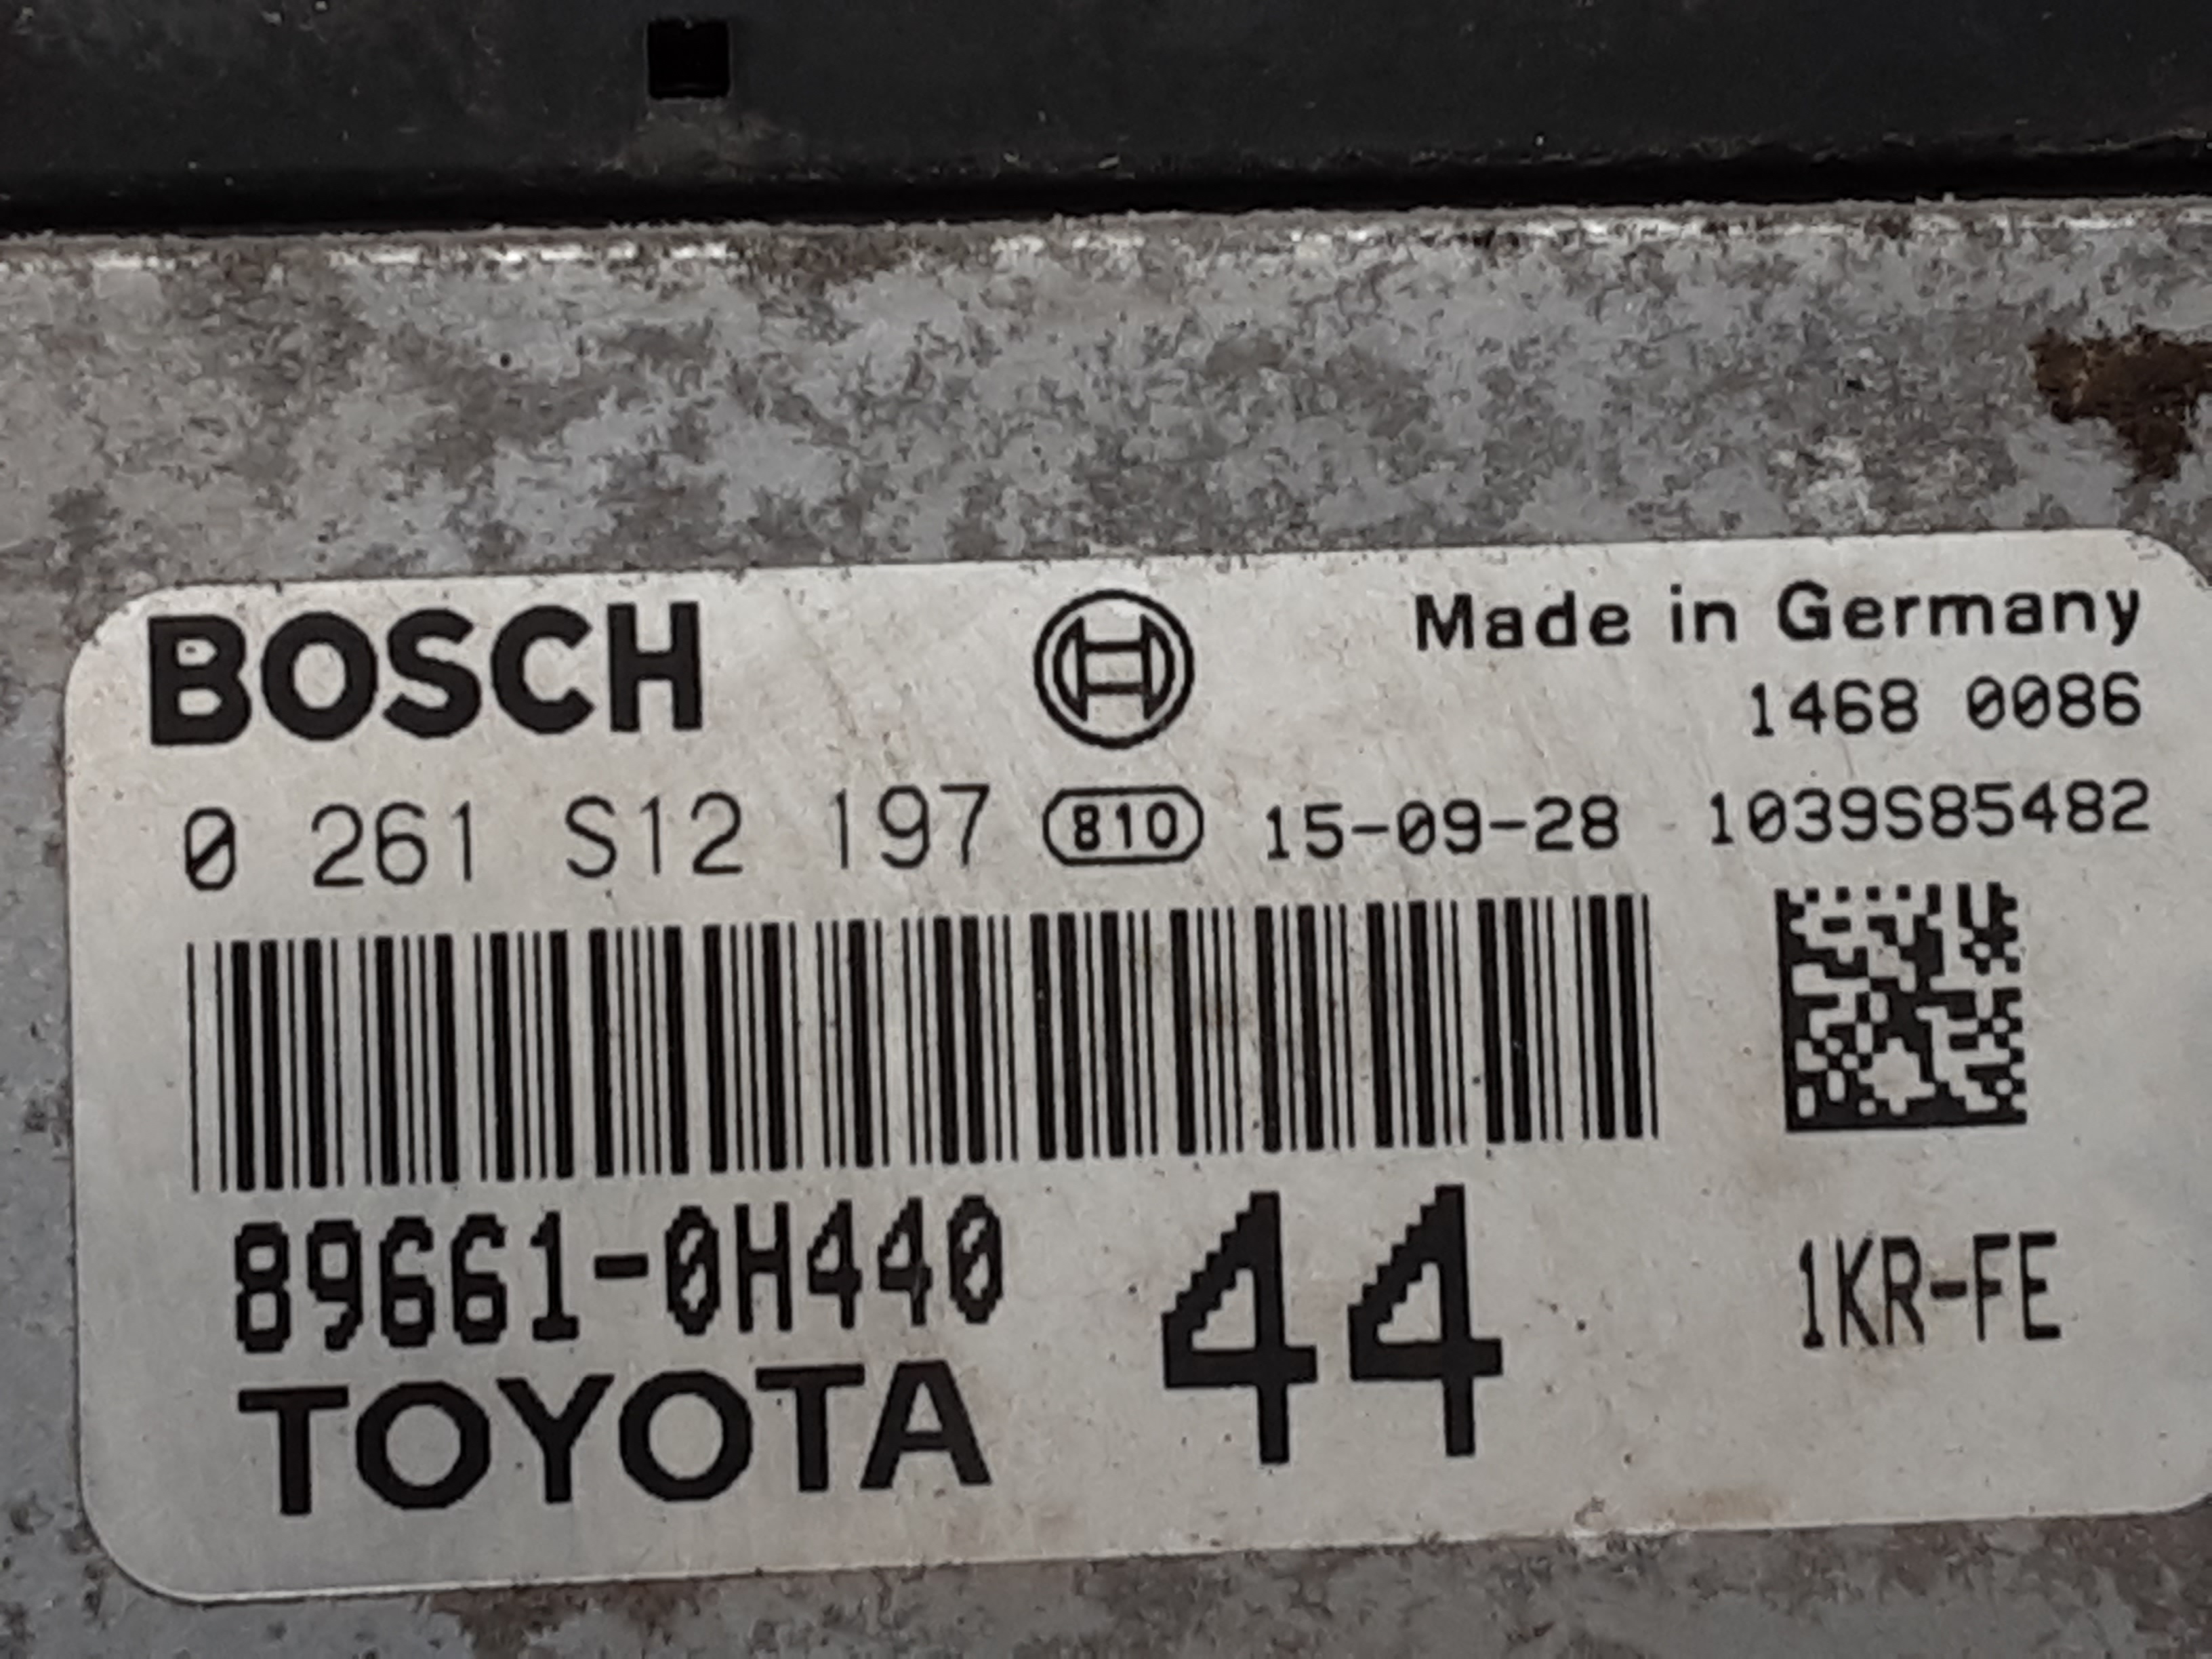 BOSCH Made in Germany
1468 0086
0 261 S12 197 810 15-09-28 1039S85482
89661-0H440 44 1KR-FE
TOYOTA